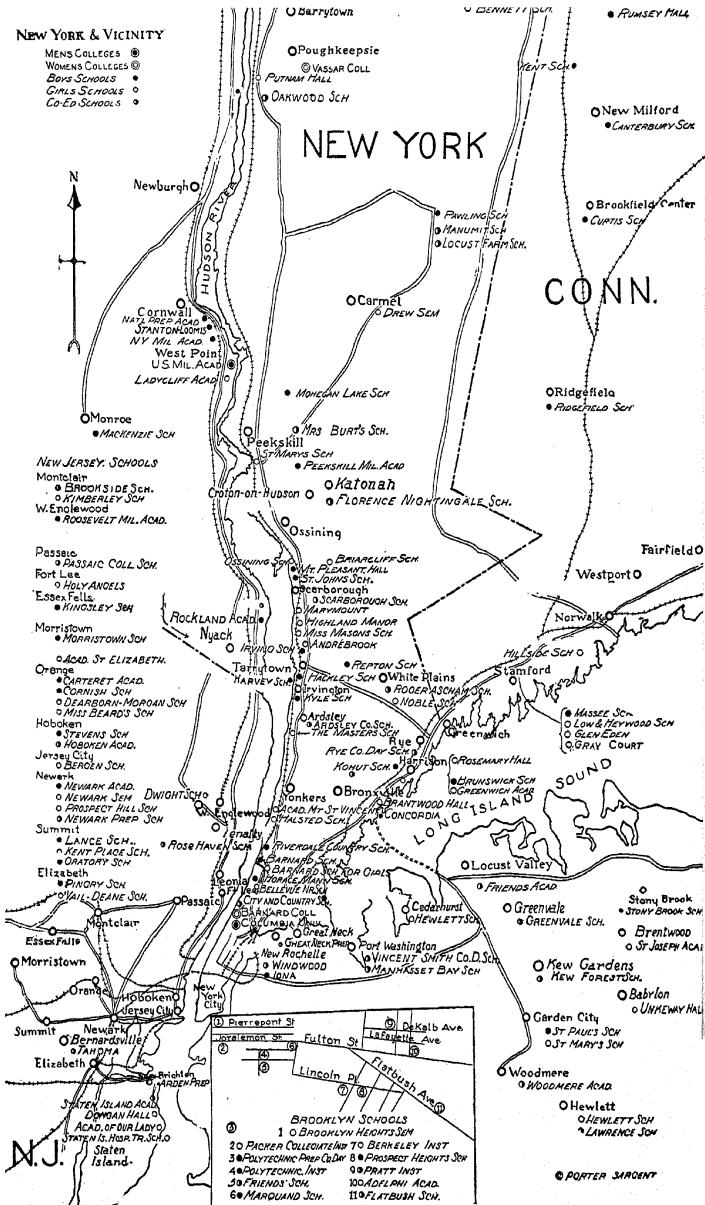 NEW YORK & VICINITY
MENS COLLEGES
WOMENS COLLEGES
BOYS SCHOOLS
GIRLS SCHOOLS
CO-ED SCHOOLS
Barrytown
BENNETT SCH.
RUMSEY HALL
Poughkeepsie
VASSAR COLL
PUTNAM HALL
OAKWOOD SCH
KENT SCH.
New Milford
CANTERBURY SCH.
NEW YORK
N
Newburgh
HUDSON RIVER
PAWLING SCH
MANUMIT SCH
LOCUST FARM SCH.
Brookfield Center
CURTIS SCH.
CONN.
Cornwall
NAT'L PREP ACAD.
STANTON-LOOMIS
NY MIL ACAD.
West Point
U.S. MIL. ACAD
LADYCLIFF ACAD
Carmel
DREW SEM
MOHEGAN LAKE SCH
Ridgefield
RIDGEFIELD SCH
Monroe
MACKENZIE SCH
MRS BURT'S SCH.
Peekskill
ST MARYS SCH
PEEKSKILL MIL. ACAD
Katonah
Croton-on-Hudson
FLORENCE NIGHTINGALE SCH.
Ossining
NEW JERSEY SCHOOLS
Montclair
BROOKSIDE SCH.
KIMBERLEY SCH
W. Englewood
ROOSEVELT MIL. ACAD.
Passaic
PASSAIC COLL SCH.
Fort Lee
HOLY ANGELS
Essex Fells
KINGSLEY SCH
Morristown
MORRISTOWN SCH
ACAD. ST ELIZABETH.
Orange
CARTERET ACAD.
CORNISH SCH
DEARBORN-MORGAN SCH
MISS BEARD'S SCH
Hoboken
STEVENS SCH
HOBOKEN ACAD.
Jersey City
BERGEN SCH.
Newark
NEWARK ACAD.
NEWARK SEM
PROSPECT HILL SCH
NEWARK PREP SCH
Summit
LANCE SCH.
KENT PLACE SCH.
ORATORY SCH
Elizabeth
PINGRY SCH
VAIL-DEANE SCH.
OSSINING SCH
BRIARCLIFF SCH.
MT. PLEASANT. HALL
ST. JOHNS SCH.
Scarborough
SCARBOROUGH SCH.
MARYMOUNT
HIGHLAND MANOR
MISS MASONS SCH.
ANDREBROOK
ROCKLAND ACAD.
Nyack
IRVING SCH
Tarrytown
HACKLEY SCH
HARVEY SCH.
Irvington
KYLE SCH
REPTON SCH
White Plains
ROGER ASCHAM SCH.
NOBLE SCH.
Ardsley
ARDSLEY CO. SCH.
THE MASTERS SCH
Fairfield
Westport
Norwalk
HILLSIDE SCH
Stamford
MASSEE SCH.
LOW & HEYWOOD SCH
GLEN EDEN
GRAY COURT
Greenwich
Rye
RYE CO. DAY SCH.
Harrison
KOHUT SCH.
ROSEMARY HALL
BRUNSWICK SCH
GREENWICH ACAD
Yonkers
Bronxville
BRANTWOOD HALL
CONCORDIA
LONG ISLAND SOUND
DWIGHT SCH
W. Englewood
ACAD. MT. ST VINCENT
HALSTED SCH.
Tenafly
ROSE HAVEN SCH.
RIVERDALE COUNTRY SCH.
BARNARD SCH.
BARNARD SCH. FOR GIRLS
HORACE MANN SCH.
Leonia
Ft Lee
CITY AND COUNTRY SCH.
BARNARD COLL
COLUMBIA UNIV.
Great Neck
GREAT NECK PREP
New Rochelle
WINDWOOD
IONA
Locust Valley
FRIENDS ACAD
Cedarhurst
HEWLETT SCH
Greenvale
GREENVALE SCH.
Stony Brook
STONY BROOK SCH
Brentwood
ST JOSEPH ACAD
Port Washington
VINCENT SMITH CO. D. SCH
MANHASSET BAY SCH
Kew Gardens
KEW FOREST SCH.
Babylon
UNKEWAY HALL
Garden City
ST PAUL'S SCH
ST MARY'S SCH
Woodmere
WOODMERE ACAD.
Hewlett
HEWLETT SCH
LAWRENCE SCH
Passaic
Montclair
Essex Fells
Morristown
Orange
Hoboken
Jersey City
New York City
Summit
Newark
Bernardsville
TAHOMA
Elizabeth
New Brighton
ARDEN PREP
STATEN ISLAND ACAD.
DONGAN HALL
ACAD. OF OUR LADY
STATEN IS. HOSP. TR. SCH.
Staten
Island
N.J.
1 Pierrepont St
Joralemon St.
2
6
4
3
Fulton St
9
DeKalb Ave
Lafayette Ave
10
Lincoln Pl.
Flatbush Ave
7
8
11
BROOKLYN SCHOOLS
1 BROOKLYN HEIGHTS SEM
2 PACKER COLLEGIATE INST
3 POLYTECHNIC PREP CO. DAY
4 POLYTECHNIC. INST
5 FRIENDS' SCH.
6 MARQUAND SCH.
7 BERKELEY INST
8 PROSPECT HEIGHTS SCH
9 PRATT INST
10 ADELPHI ACAD.
11 FLATBUSH SCH.
© PORTER SARGENT